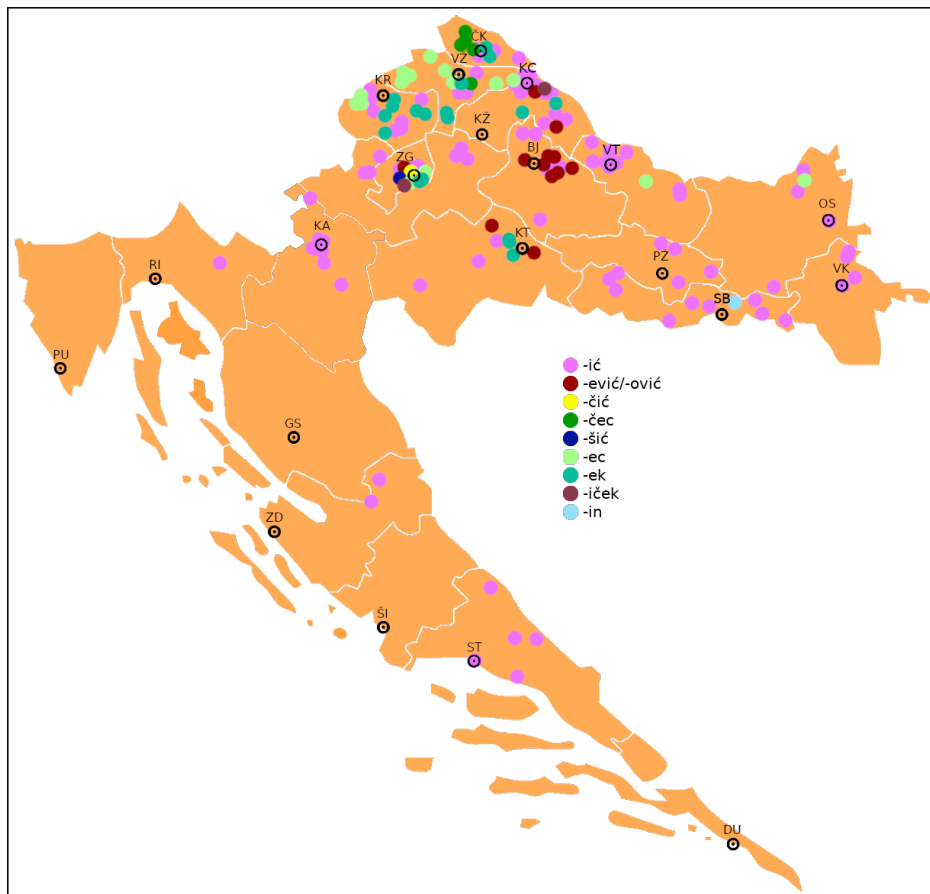 ČK
VŽ
KC
KR
KŽ
ZG
BJ
VT
OS
KA
KT
RI
PŽ
VK
SB
PU
-ić
-ević/-ović
-čić
-čec
-šić
-ec
-ek
-iček
-in
GS
ZD
ŠI
ST
DU